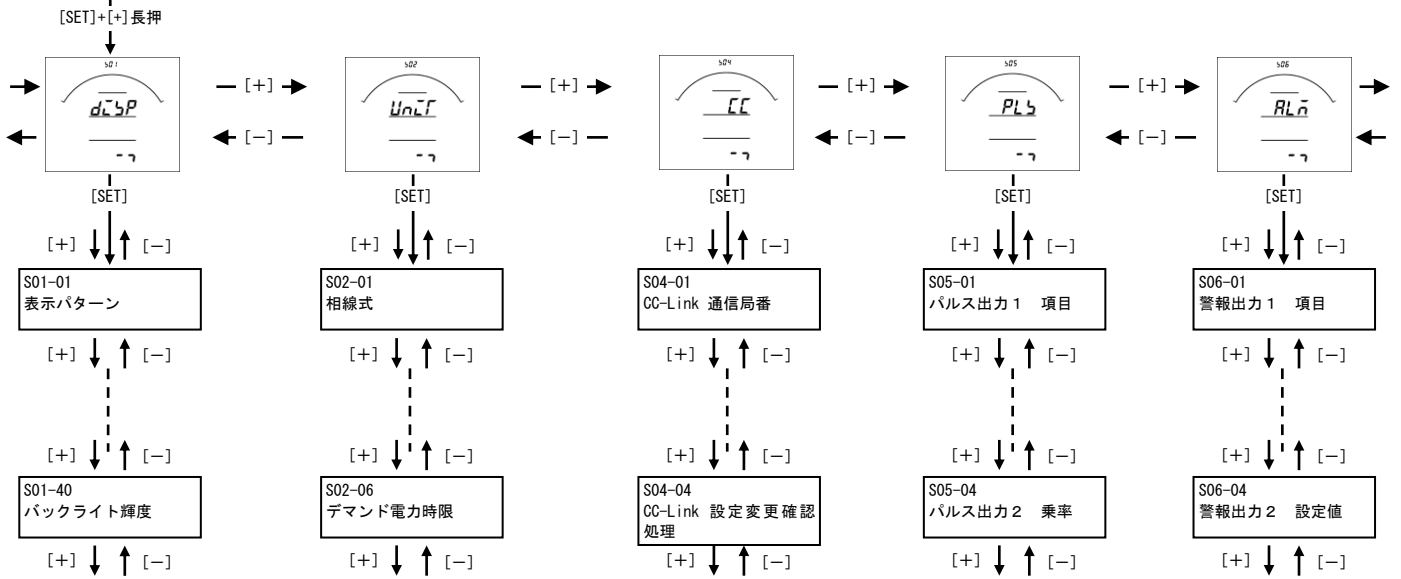 [SET]+[+]長押
S01
S02
S04
S05
S06
[+]
[+]
[+]
[+]
dISP
UnIT
CC
PLS
ALm
[－]
[－]
[－]
[－]
[SET]
[SET]
[SET]
[SET]
[SET]
[+] [－]
[+] [－]
[+] [－]
[+] [－]
[+] [－]
S01-01
表示パターン
S02-01
相線式
S04-01
CC-Link 通信局番
S05-01
パルス出力１　項目
S06-01
警報出力１　項目
[+] [－]
[+] [－]
[+] [－]
[+] [－]
[+] [－]
[+] [－]
[+] [－]
[+] [－]
[+] [－]
[+] [－]
S01-40
バックライト輝度
S02-06
デマンド電力時限
S04-04
CC-Link 設定変更確認
処理
S05-04
パルス出力２　乗率
S06-04
警報出力２　設定値
[+] [－]
[+] [－]
[+] [－]
[+] [－]
[+] [－]